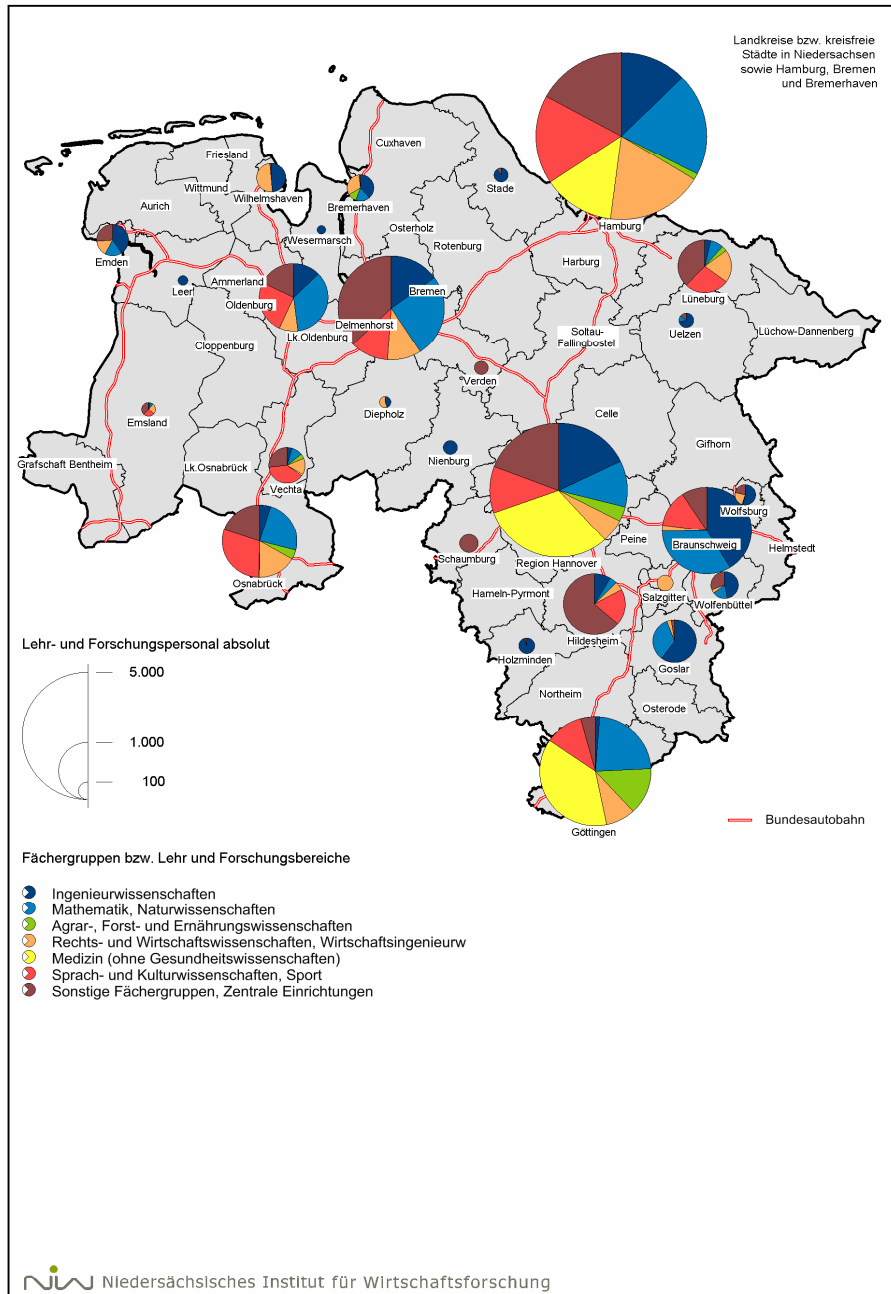 Landkreise bzw. kreisfreie
Städte in Niedersachsen
sowie Hamburg, Bremen
und Bremerhaven
Cuxhaven
Friesland
Wittmund
Wilhelmshaven
Bremerhaven
Stade
Aurich
Wesermarsch
Osterholz
Rotenburg
Hamburg
Harburg
Emden
Leer
Ammerland
Oldenburg
Bremen
Lüneburg
Delmenhorst
Lk.Oldenburg
Soltau-
Fallingbostel
Uelzen
Lüchow-Dannenberg
Cloppenburg
Verden
Emsland
Diepholz
Celle
Gifhorn
Grafschaft Bentheim
Lk.Osnabrück
Vechta
Nienburg
Wolfsburg
Osnabrück
Schaumburg
Region Hannover
Peine
Braunschweig
Helmstedt
Hameln-Pyrmont
Salzgitter
Wolfenbüttel
Hildesheim
Holzminden
Goslar
Northeim
Osterode
Göttingen
Lehr- und Forschungspersonal absolut
5.000
1.000
100
Bundesautobahn
Fächergruppen bzw. Lehr und Forschungsbereiche
Ingenieurwissenschaften
Mathematik, Naturwissenschaften
Agrar-, Forst- und Ernährungswissenschaften
Rechts- und Wirtschaftswissenschaften, Wirtschaftsingenieurw
Medizin (ohne Gesundheitswissenschaften)
Sprach- und Kulturwissenschaften, Sport
Sonstige Fächergruppen, Zentrale Einrichtungen
NIW Niedersächsisches Institut für Wirtschaftsforschung